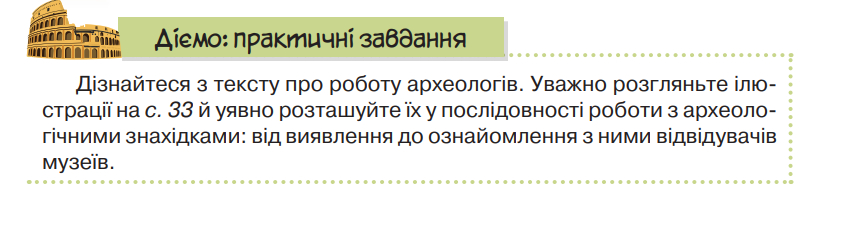 Діємо: практичні завдання
Дізнайтеся з тексту про роботу археологів. Уважно розгляньте ілю-
страції на с. 33 й уявно розташуйте їх у послідовності роботи з археоло-
гічними знахідками: від виявлення до ознайомлення з ними відвідувачів
музеїв.